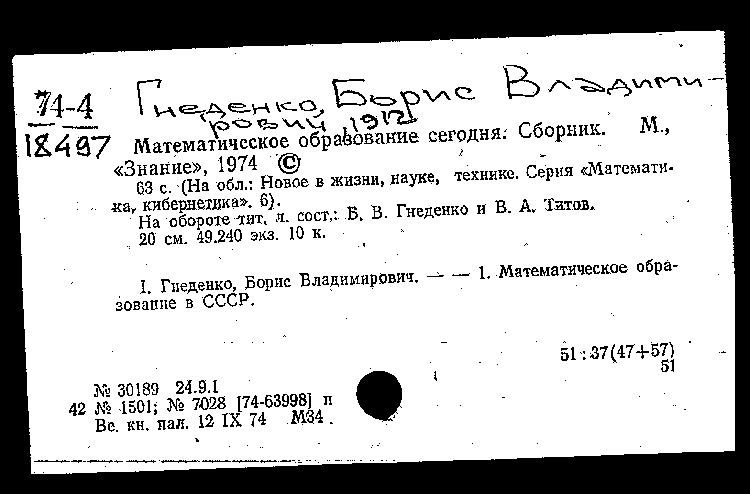 74-4
18497
Гнеденко, Борис Владими-
рович 1912
Математическое образование сегодня. Сборник. М.,
«Знание», 1974 ©
63 с. (На обл.: Новое в жизни, науке, технике. Серия «Математи-
ка, кибернетика». 6).
На обороте тит. л. сост.: Б. В. Гнеденко и В. А. Титов.
20 см. 49.240 экз. 10 к.
I. Гнеденко, Борис Владимирович. — — 1. Математическое обра-
зование в СССР.
51 : 37(47+57)
51
№ 30189 24.9.1
42 № 1501; № 7028 [74-63998] п
Вс. кн. пал. 12 IX 74 М34.